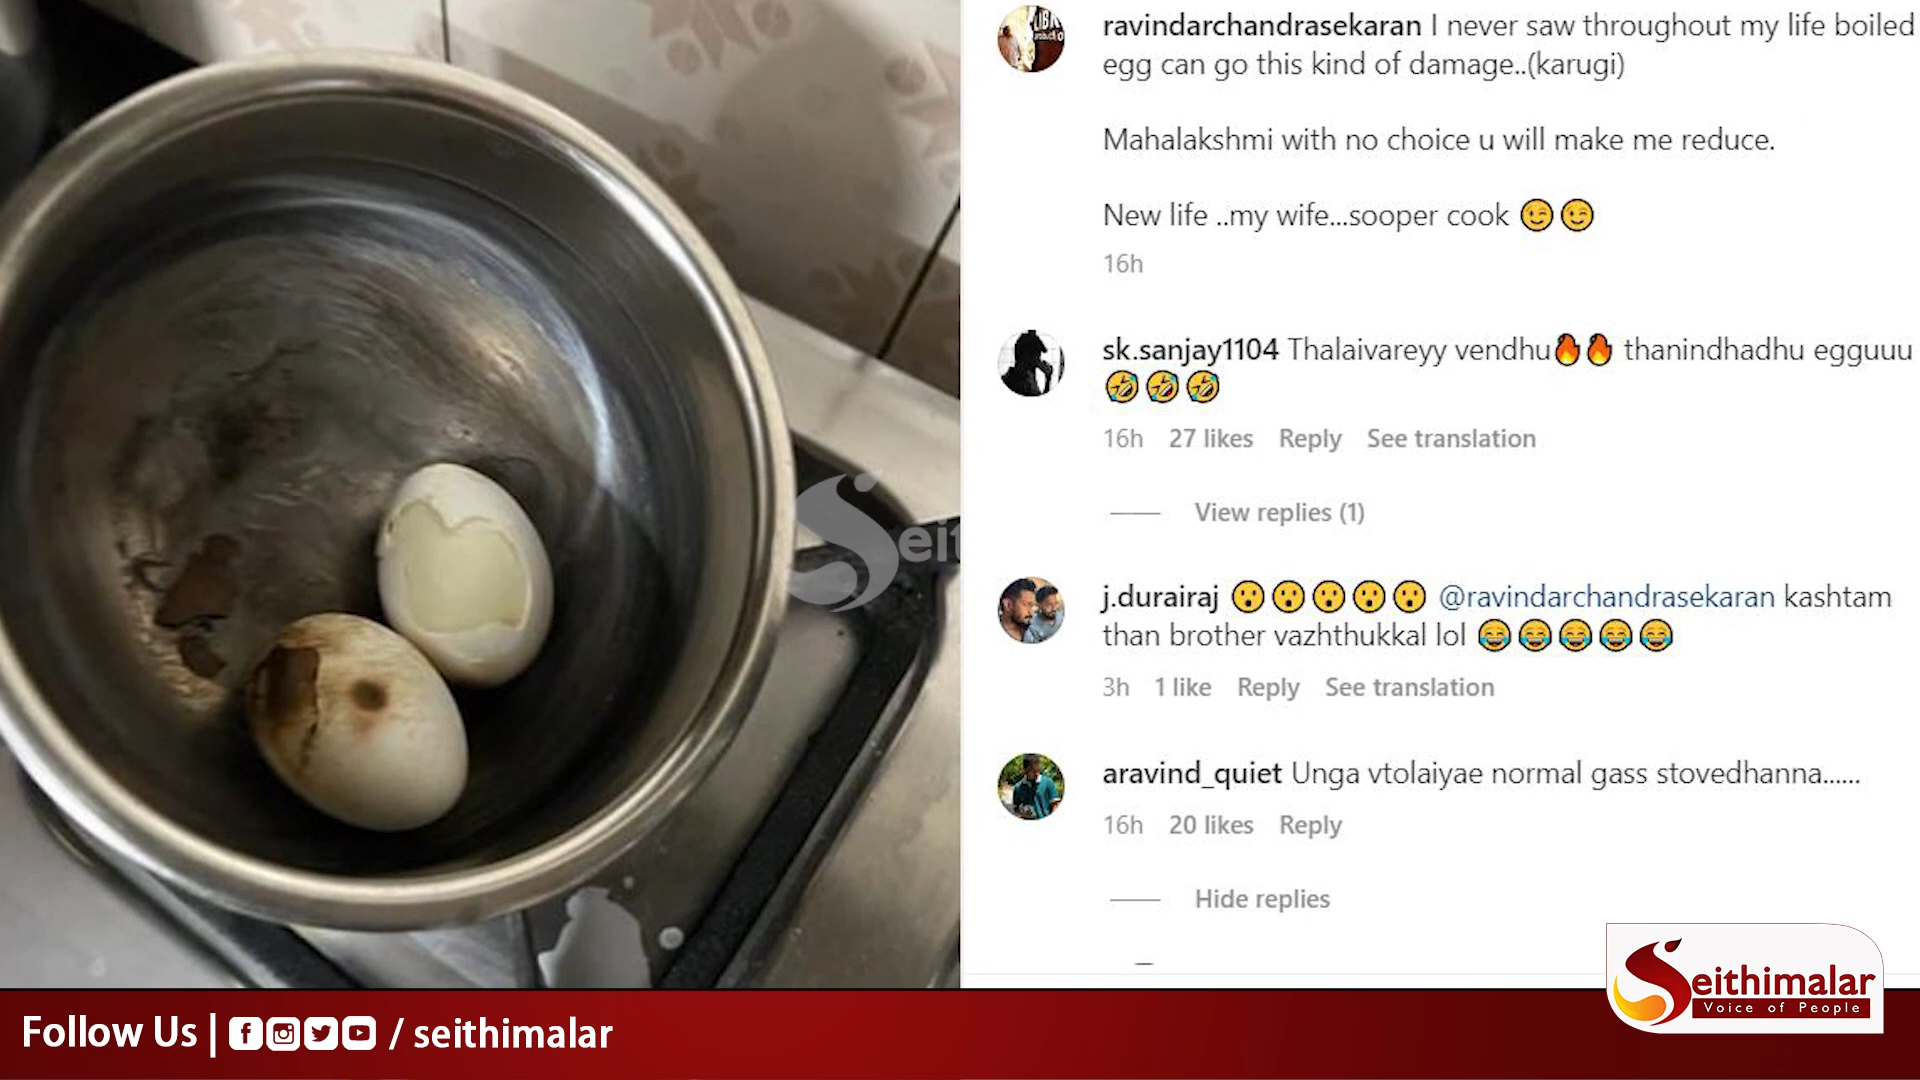 ravindarchandrasekaran I never saw throughout my life boiled
egg can go this kind of damage..(karugi)
Mahalakshmi with no choice u will make me reduce.
New life ..my wife...sooper cook 😉😉
16h
sk.sanjay1104 Thalaivareyy vendhu🔥🔥 thanindhadhu egguuu
🤣🤣🤣
16h 27 likes Reply See translation
View replies (1)
j.durairaj 😮😮😮😮😮 @ravindarchandrasekaran kashtam
than brother vazhthukkal lol 😂😂😂😂😂
3h 1 like Reply See translation
aravind_quiet Unga vtolaiyae normal gass stovedhanna......
16h 20 likes Reply
Hide replies
Seit
Seithimalar
Voice of People
Follow Us | / seithimalar